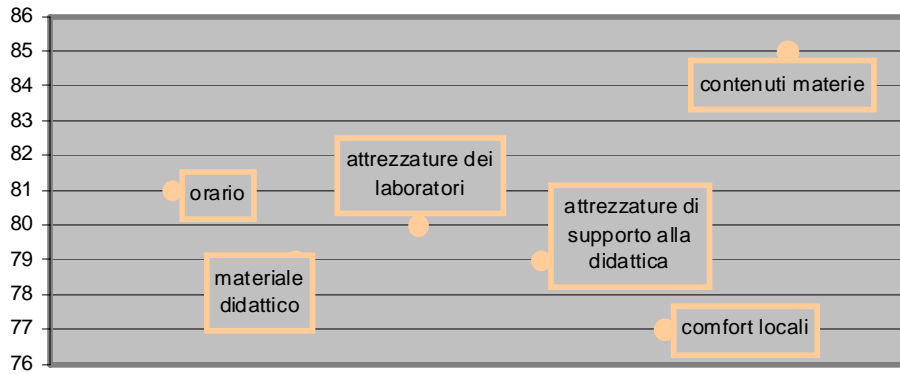 86
85
84
83
82
81
80
79
78
77
76
contenuti materie
attrezzature dei
laboratori
orario
attrezzature di
supporto alla
didattica
materiale
didattico
comfort locali